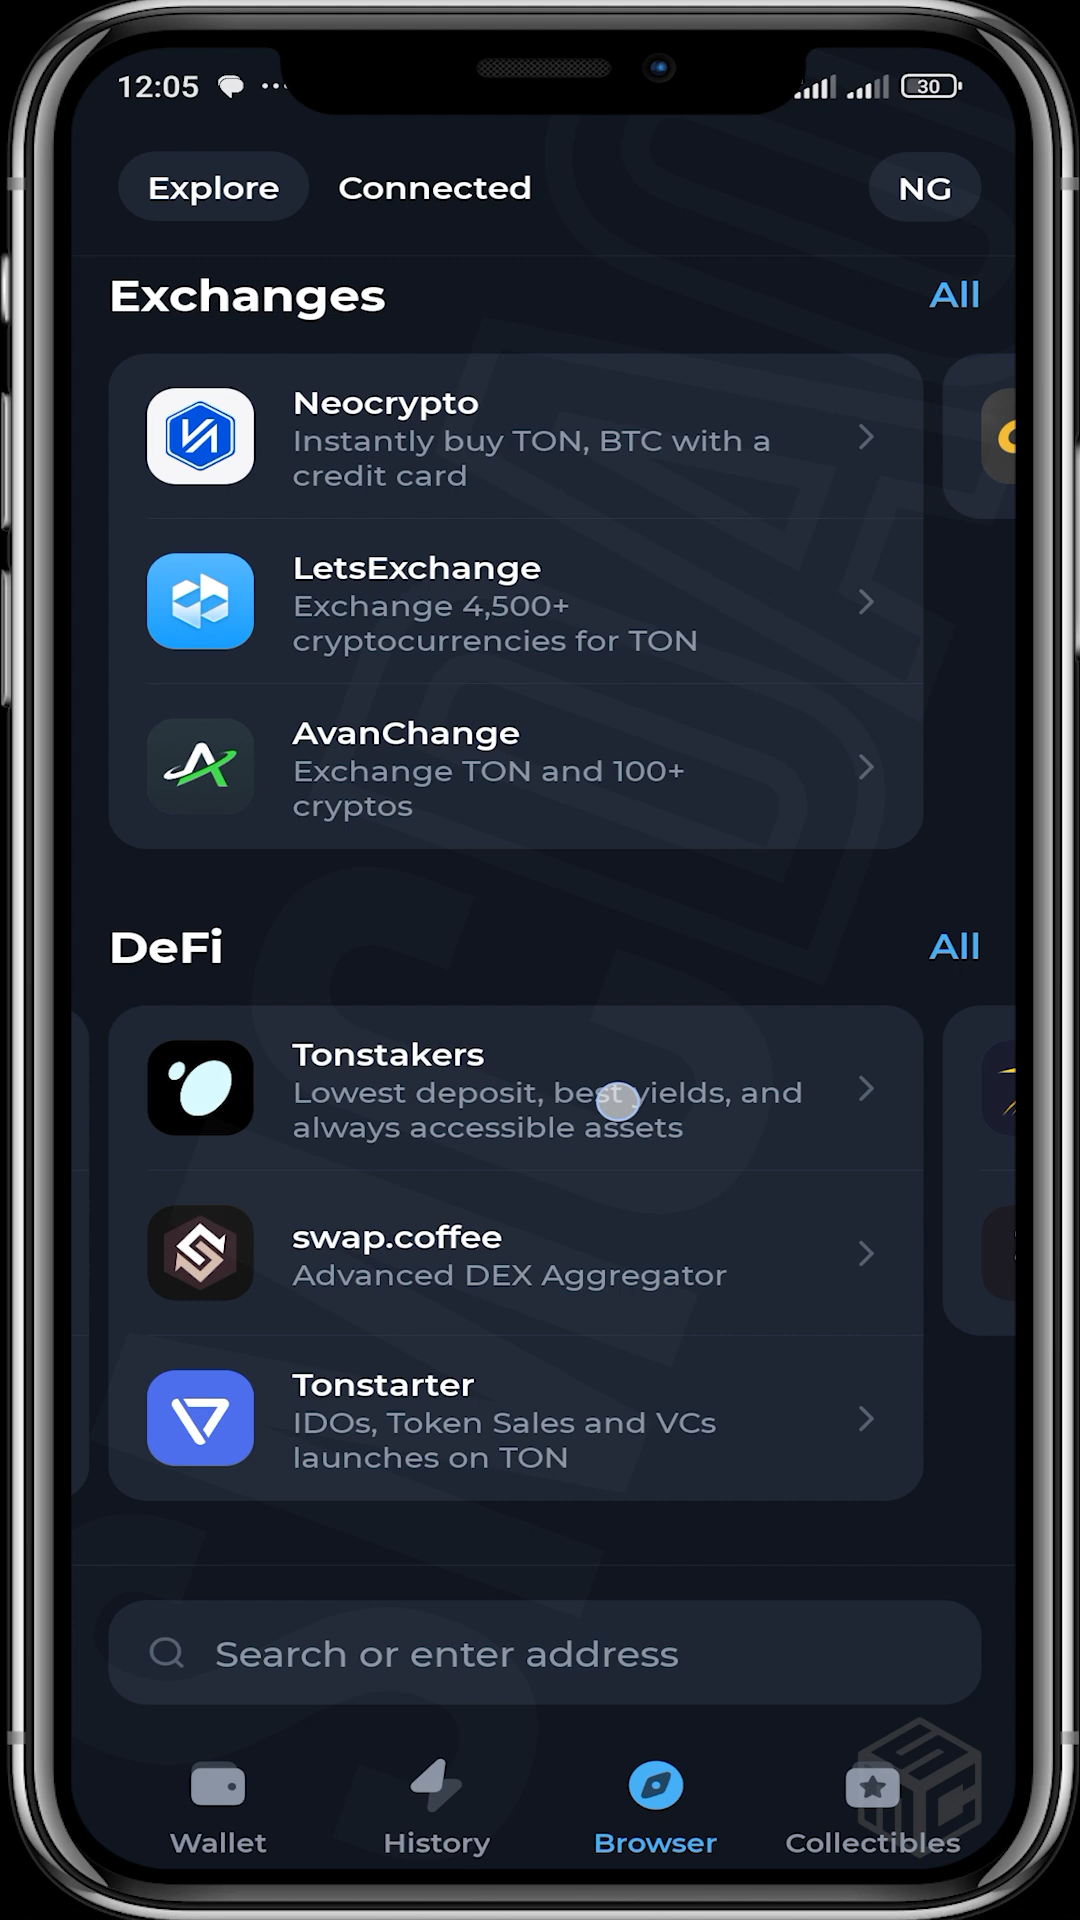 12:05
30
Explore
Connected
NG
Exchanges
All
Neocrypto
Instantly buy TON, BTC with a
credit card
LetsExchange
Exchange 4,500+
cryptocurrencies for TON
AvanChange
Exchange TON and 100+
cryptos
DeFi
All
Tonstakers
Lowest deposit, best yields, and
always accessible assets
swap.coffee
Advanced DEX Aggregator
Tonstarter
IDOs, Token Sales and VCs
launches on TON
Search or enter address
Wallet
History
Browser
Collectibles